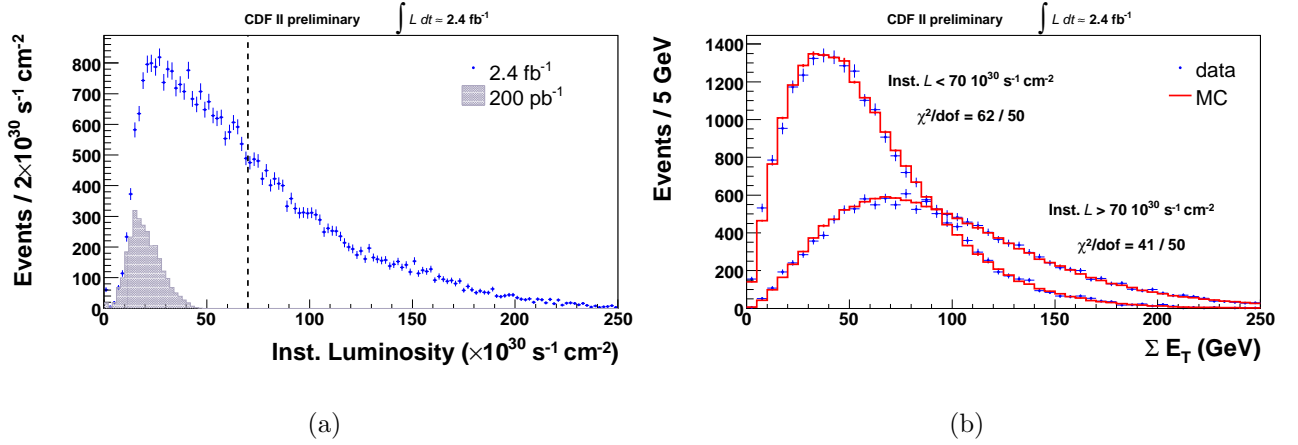 CDF II preliminary ∫ L dt ≈ 2.4 fb⁻¹
Events / 2×10³⁰ s⁻¹ cm⁻²
800
700
600
500
400
300
200
100
0
2.4 fb⁻¹
200 pb⁻¹
0 50 100 150 200 250
Inst. Luminosity (×10³⁰ s⁻¹ cm⁻²)
(a)
CDF II preliminary ∫ L dt ≈ 2.4 fb⁻¹
Events / 5 GeV
1400
1200
1000
800
600
400
200
0
data
MC
Inst. L < 70 10³⁰ s⁻¹ cm⁻²
χ²/dof = 62 / 50
Inst. L > 70 10³⁰ s⁻¹ cm⁻²
χ²/dof = 41 / 50
0 50 100 150 200 250
Σ E_T (GeV)
(b)